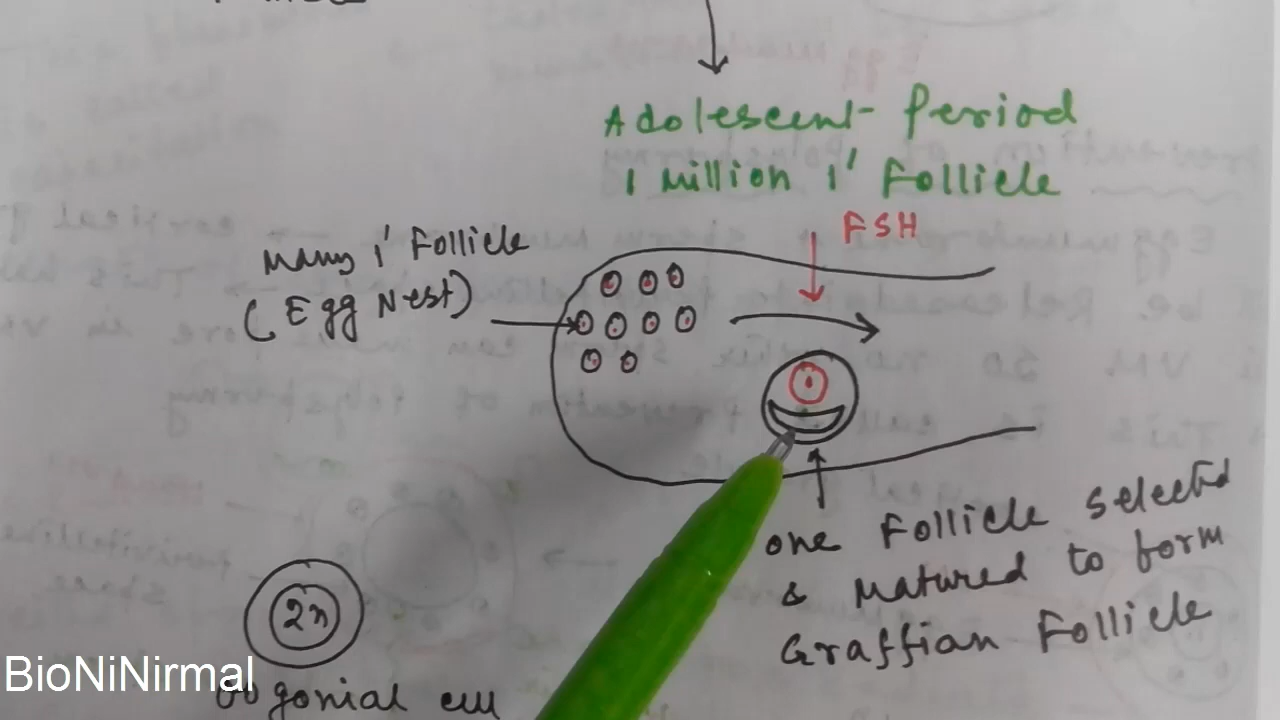 Adolescent Period
1 Million 1' Follicle
FSH
Many 1' Follicle
(Egg Nest)
one Follicle selected
& Matured to form
Graffian Follicle
2n
oogonial cell
BioNiNirmal